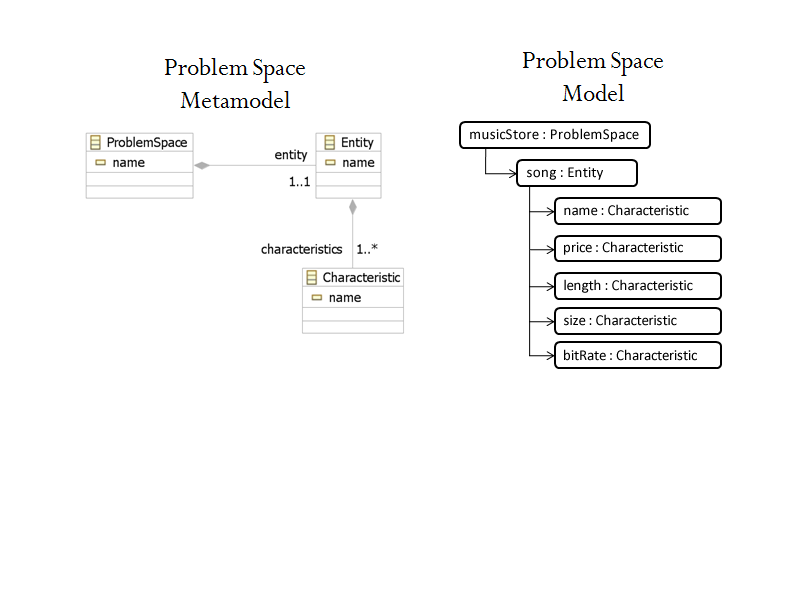 Problem Space
Metamodel
ProblemSpace
name
entity
1..1
Entity
name
characteristics
1..*
Characteristic
name
Problem Space
Model
musicStore : ProblemSpace
song : Entity
name : Characteristic
price : Characteristic
length : Characteristic
size : Characteristic
bitRate : Characteristic